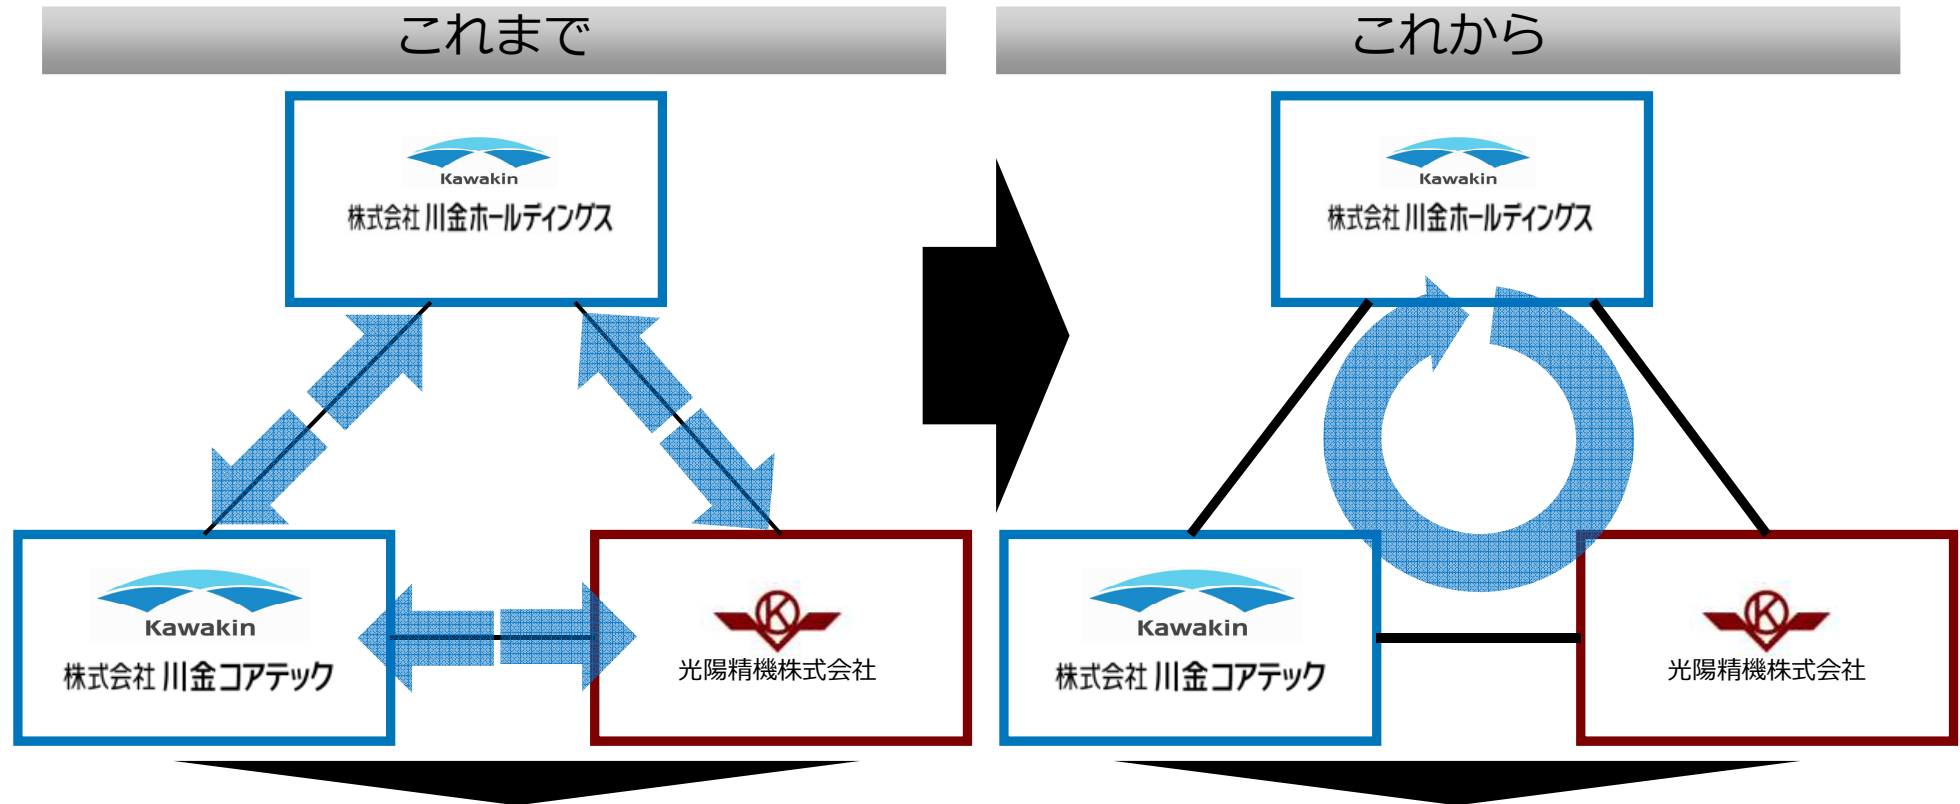 これまで
これから
Kawakin
株式会社 川金ホールディングス
Kawakin
株式会社 川金ホールディングス
Kawakin
株式会社 川金コアテック
K
光陽精機株式会社
Kawakin
株式会社 川金コアテック
K
光陽精機株式会社